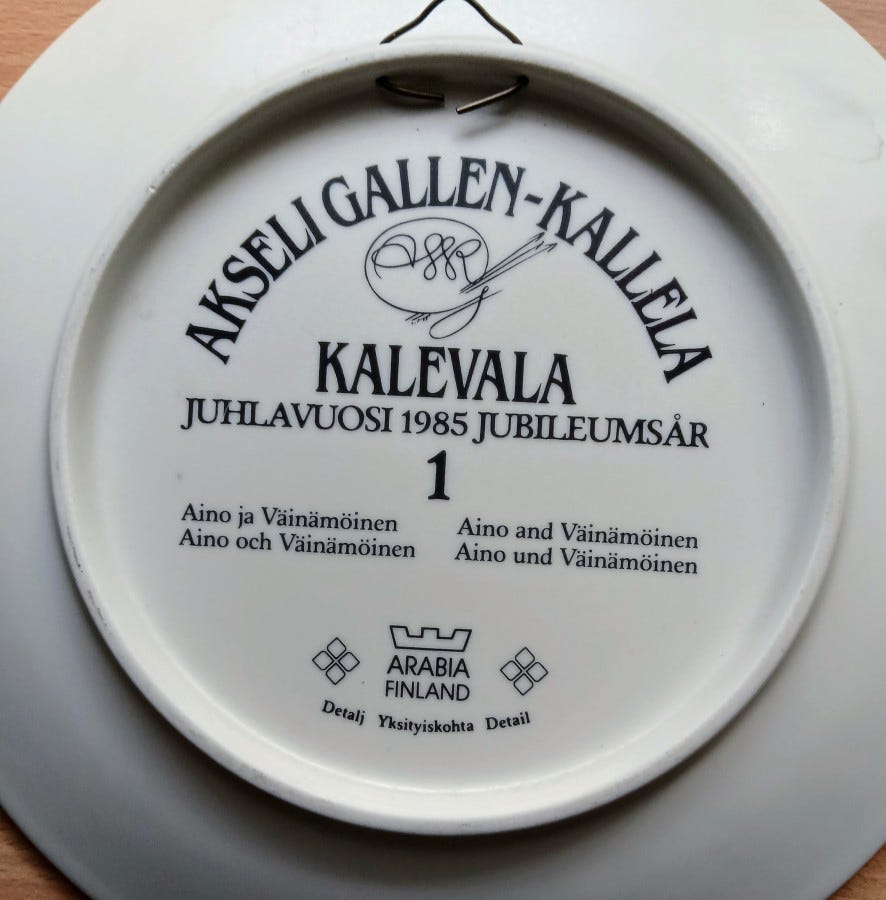 AKSELI GALLEN-KALLELA
KALEVALA
JUHLAVUOSI 1985 JUBILEUMSÅR
1
Aino ja Väinämöinen
Aino och Väinämöinen
Aino and Väinämöinen
Aino und Väinämöinen
ARABIA
FINLAND
Detalj Yksityiskohta Detail